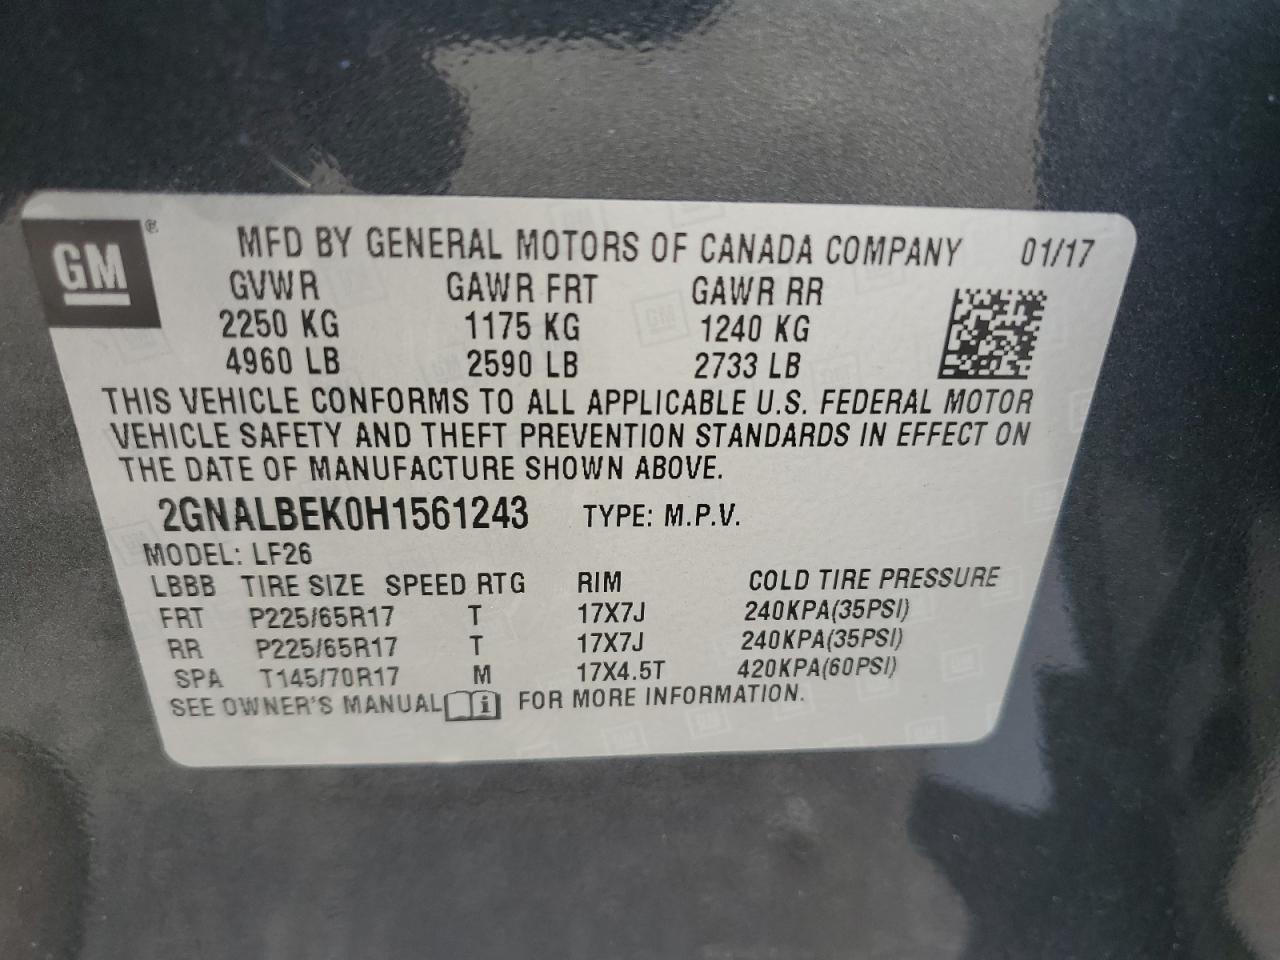 GM ®
MFD BY GENERAL MOTORS OF CANADA COMPANY 01/17
GVWR GAWR FRT GAWR RR
2250 KG 1175 KG 1240 KG
4960 LB 2590 LB 2733 LB
THIS VEHICLE CONFORMS TO ALL APPLICABLE U.S. FEDERAL MOTOR
VEHICLE SAFETY AND THEFT PREVENTION STANDARDS IN EFFECT ON
THE DATE OF MANUFACTURE SHOWN ABOVE.
2GNALBEK0H1561243 TYPE: M.P.V.
MODEL: LF26
LBBB TIRE SIZE SPEED RTG RIM COLD TIRE PRESSURE
FRT P225/65R17 T 17X7J 240KPA(35PSI)
RR P225/65R17 T 17X7J 240KPA(35PSI)
SPA T145/70R17 M 17X4.5T 420KPA(60PSI)
SEE OWNER'S MANUAL i FOR MORE INFORMATION.